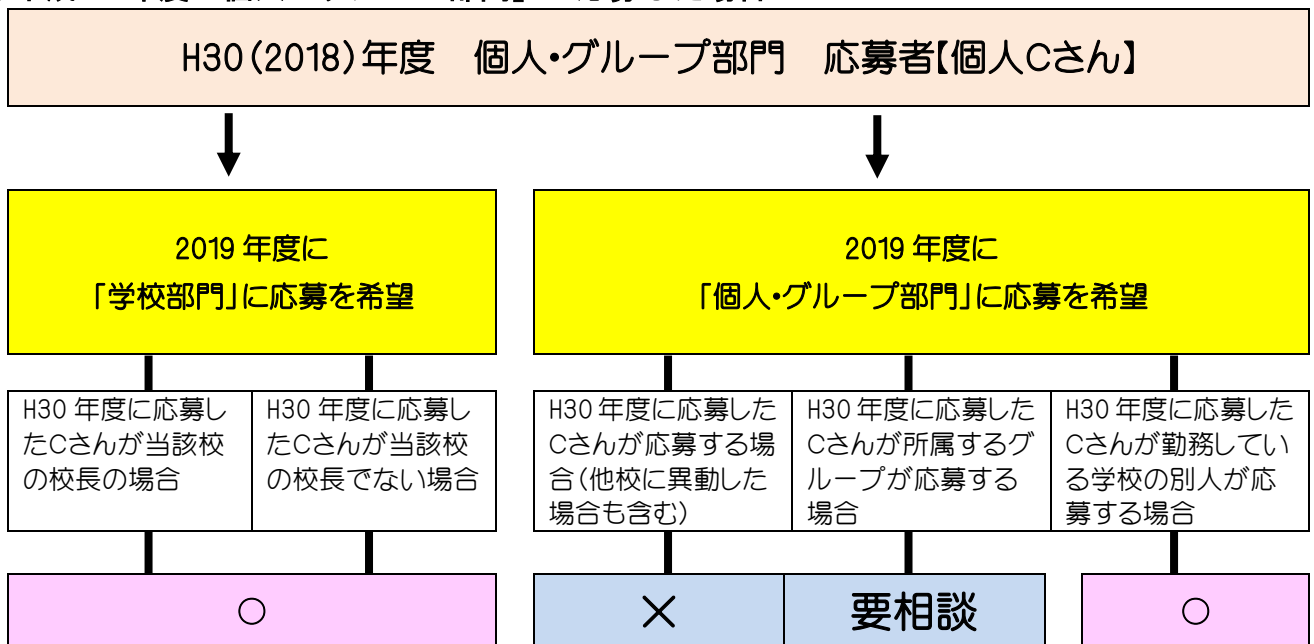 H30(2018)年度 個人・グループ部門 応募者【個人Cさん】
2019 年度に
「学校部門」に応募を希望
2019 年度に
「個人・グループ部門」に応募を希望
H30 年度に応募し
たCさんが当該校
の校長の場合
H30 年度に応募し
たCさんが当該校
の校長でない場合
H30 年度に応募した
Cさんが応募する場
合(他校に異動した
場合も含む)
H30 年度に応募した
Cさんが所属するグ
ループが応募する
場合
H30 年度に応募した
Cさんが勤務してい
る学校の別人が応
募する場合
○
×
要相談
○